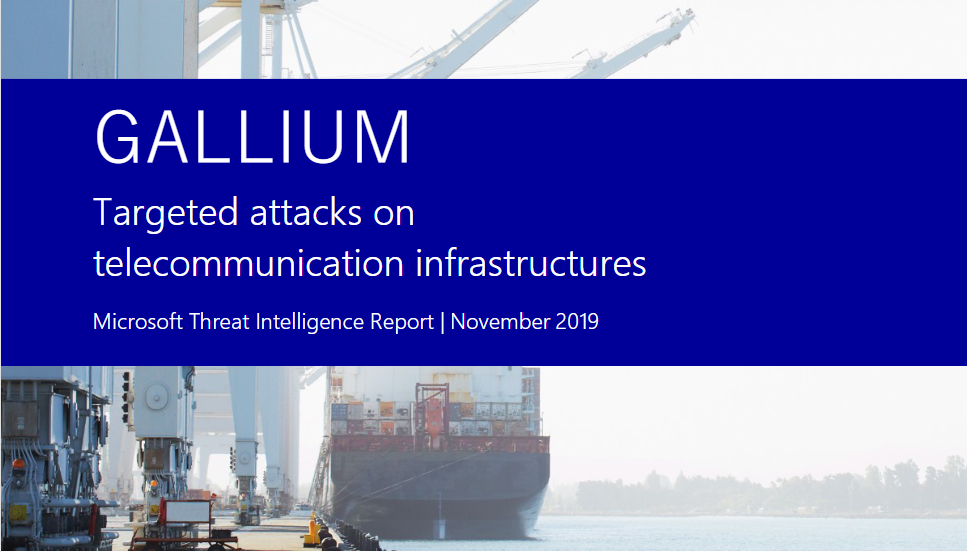 GALLIUM
Targeted attacks on
telecommunication infrastructures
Microsoft Threat Intelligence Report | November 2019